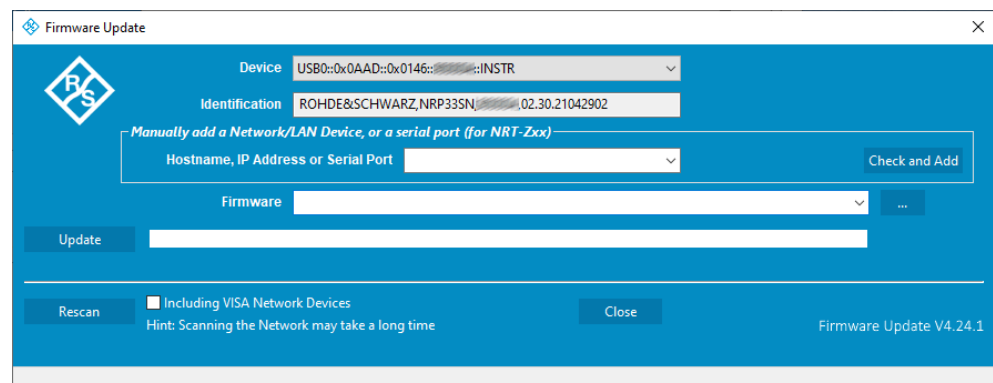 Firmware Update
R&S
Device USB0::0x0AAD::0x0146:: ::INSTR
Identification ROHDE&SCHWARZ,NRP33SN, ,02.30.21042902
Manually add a Network/LAN Device, or a serial port (for NRT-Zxx)
Hostname, IP Address or Serial Port Check and Add
Firmware ...
Update
Rescan Including VISA Network Devices Close
Hint: Scanning the Network may take a long time
Firmware Update V4.24.1